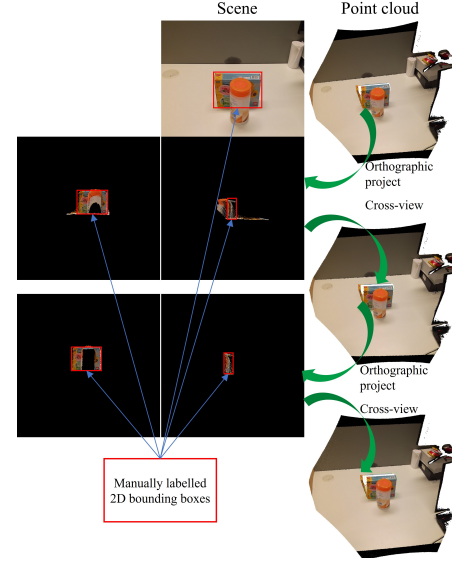 Scene
Point cloud
Orthographic
project
Cross-view
Orthographic
project
Cross-view
Manually labelled
2D bounding boxes